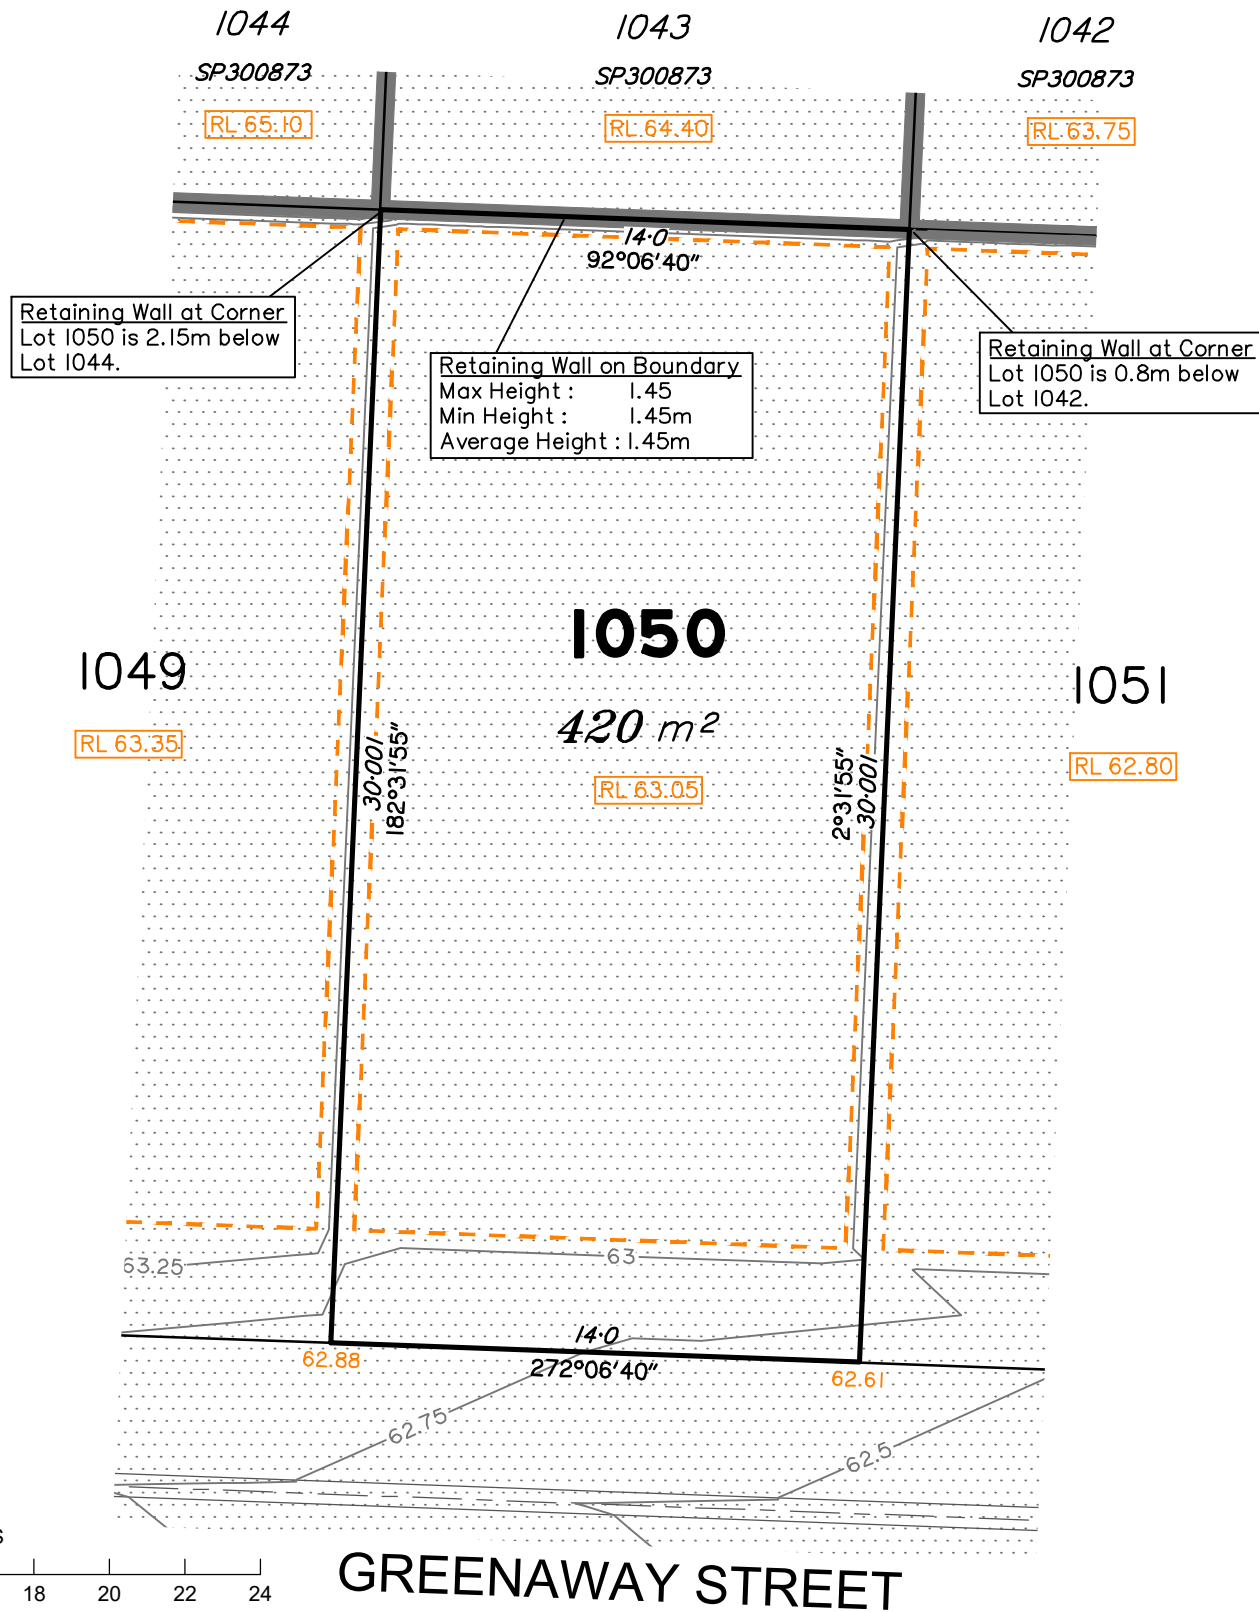 1044
SP300873
RL 65.10
1043
SP300873
RL 64.40
1042
SP300873
RL 63.75
14·0
92°06'40"
Retaining Wall at Corner
Lot 1050 is 2.15m below
Lot 1044.
Retaining Wall on Boundary
Max Height : 1.45
Min Height : 1.45m
Average Height : 1.45m
Retaining Wall at Corner
Lot 1050 is 0.8m below
Lot 1042.
1049
RL 63.35
1050
420 m²
RL 63.05
1051
RL 62.80
30·001
182°31'55"
2°31'55"
30·001
63.25
63
14·0
272°06'40"
62.88
62.61
62.75
62.5
18 20 22 24
GREENAWAY STREET